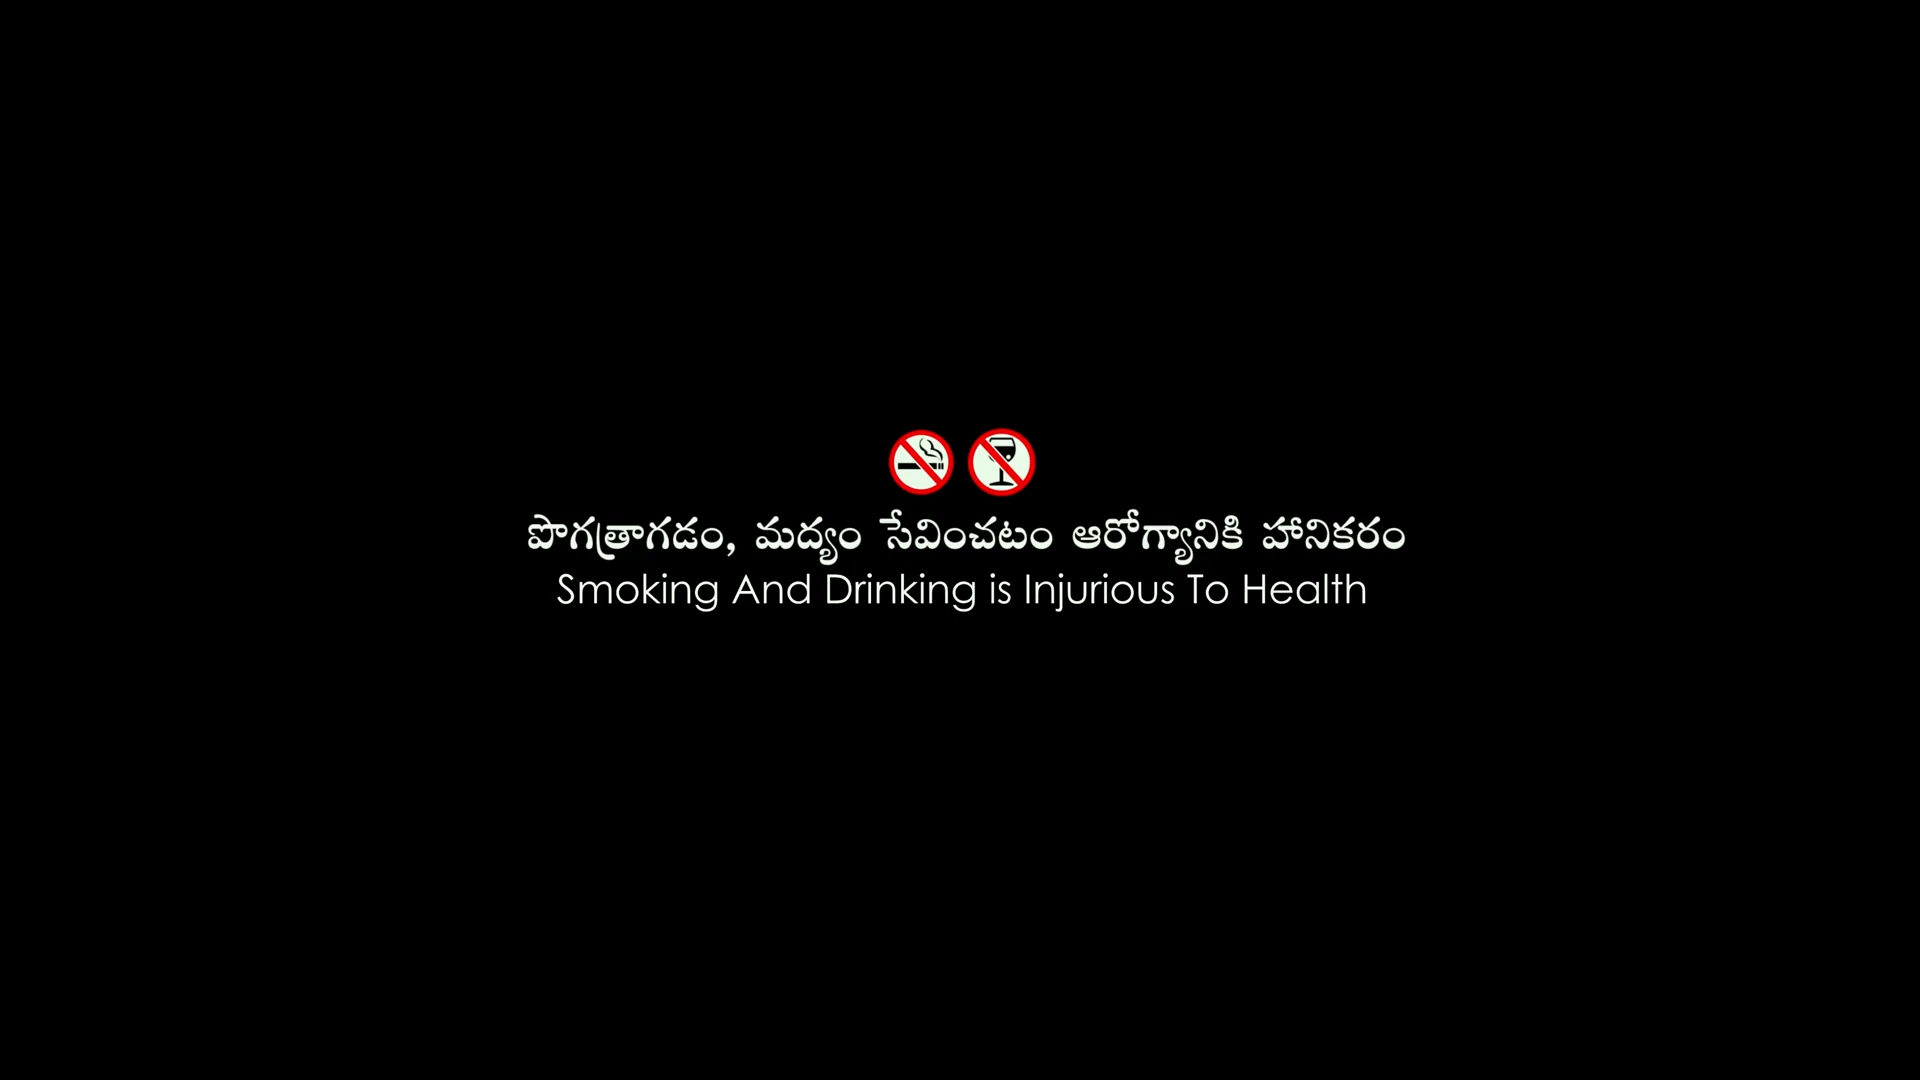 పొగత్రాగడం, మద్యం సేవించటం ఆరోగ్యానికి హానికరం
Smoking And Drinking is Injurious To Health